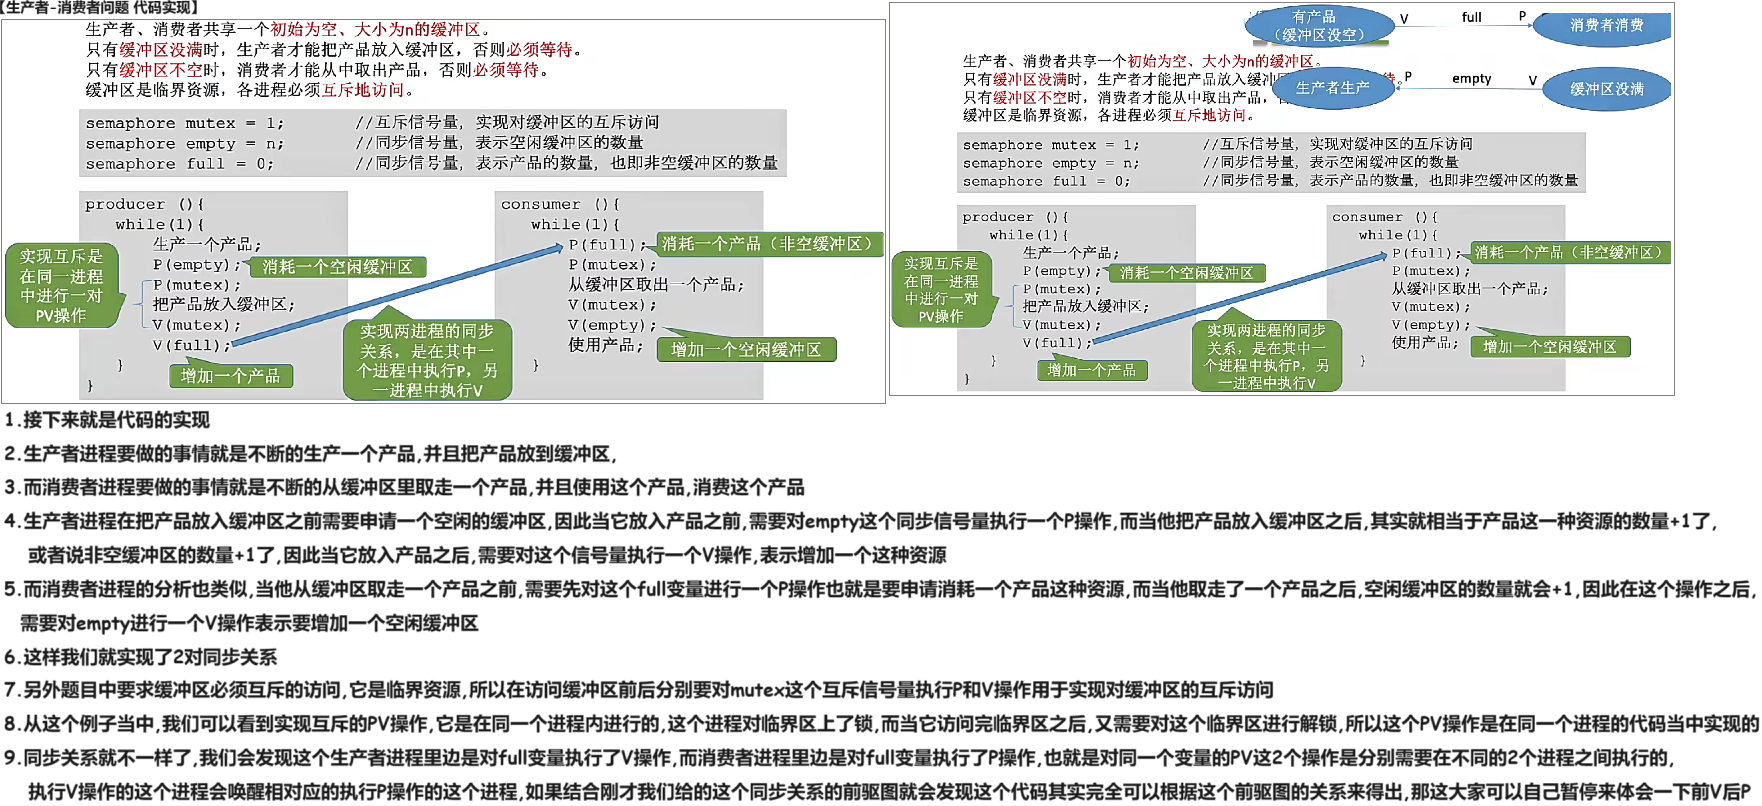 【生产者-消费者问题 代码实现】
生产者、消费者共享一个初始为空、大小为n的缓冲区。
只有缓冲区没满时，生产者才能把产品放入缓冲区，否则必须等待。
只有缓冲区不空时，消费者才能从中取出产品，否则必须等待。
缓冲区是临界资源，各进程必须互斥地访问。
semaphore mutex = 1; //互斥信号量，实现对缓冲区的互斥访问
semaphore empty = n; //同步信号量，表示空闲缓冲区的数量
semaphore full = 0; //同步信号量，表示产品的数量，也即非空缓冲区的数量
producer (){
while(1){
生产一个产品;
P(empty);
P(mutex);
把产品放入缓冲区;
V(mutex);
V(full);
}
}
实现互斥是
在同一进程
中进行一对
PV操作
消耗一个空闲缓冲区
增加一个产品
实现两进程的同步
关系，是在其中一
个进程中执行P，另
一进程中执行V
consumer (){
while(1){
P(full);
P(mutex);
从缓冲区取出一个产品;
V(mutex);
V(empty);
使用产品;
}
}
消耗一个产品（非空缓冲区）
增加一个空闲缓冲区
有产品
（缓冲区没空）
V full P
消费者消费
生产者生产
P empty V
缓冲区没满
生产者、消费者共享一个初始为空、大小为n的缓冲区。
只有缓冲区没满时，生产者才能把产品放入缓冲区 待。
只有缓冲区不空时，消费者才能从中取出产品，
缓冲区是临界资源，各进程必须互斥地访问。
semaphore mutex = 1; //互斥信号量，实现对缓冲区的互斥访问
semaphore empty = n; //同步信号量，表示空闲缓冲区的数量
semaphore full = 0; //同步信号量，表示产品的数量，也即非空缓冲区的数量
producer (){
while(1){
生产一个产品;
P(empty);
P(mutex);
把产品放入缓冲区;
V(mutex);
V(full);
}
}
实现互斥是
在同一进程
中进行一对
PV操作
消耗一个空闲缓冲区
增加一个产品
实现两进程的同步
关系，是在其中一
个进程中执行P，另
一进程中执行V
consumer (){
while(1){
P(full);
P(mutex);
从缓冲区取出一个产品;
V(mutex);
V(empty);
使用产品;
}
}
消耗一个产品（非空缓冲区）
增加一个空闲缓冲区
1.接下来就是代码的实现
2.生产者进程要做的事情就是不断的生产一个产品,并且把产品放到缓冲区,
3.而消费者进程要做的事情就是不断的从缓冲区里取走一个产品,并且使用这个产品,消费这个产品
4.生产者进程在把产品放入缓冲区之前需要申请一个空闲的缓冲区,因此当它放入产品之前,需要对empty这个同步信号量执行一个P操作,而当他把产品放入缓冲区之后,其实就相当于产品这一种资源的数量+1了,
或者说非空缓冲区的数量+1了,因此当它放入产品之后,需要对这个信号量执行一个V操作,表示增加一个这种资源
5.而消费者进程的分析也类似,当他从缓冲区取走一个产品之前,需要先对这个full变量进行一个P操作也就是要申请消耗一个产品这种资源,而当他取走了一个产品之后,空闲缓冲区的数量就会+1,因此在这个操作之后,
需要对empty进行一个V操作表示要增加一个空闲缓冲区
6.这样我们就实现了2对同步关系
7.另外题目中要求缓冲区必须互斥的访问,它是临界资源,所以在访问缓冲区前后分别要对mutex这个互斥信号量执行P和V操作用于实现对缓冲区的互斥访问
8.从这个例子当中,我们可以看到实现互斥的PV操作,它是在同一个进程内进行的,这个进程对临界区上了锁,而当它访问完临界区之后,又需要对这个临界区进行解锁,所以这个PV操作是在同一个进程的代码当中实现的
9.同步关系就不一样了,我们会发现这个生产者进程里边是对full变量执行了V操作,而消费者进程里边是对full变量执行了P操作,也就是对同一个变量的PV这2个操作是分别需要在不同的2个进程之间执行的,
执行V操作的这个进程会唤醒相对应的执行P操作的这个进程,如果结合刚才我们给的这个同步关系的前驱图就会发现这个代码其实完全可以根据这个前驱图的关系来得出,那这大家可以自己暂停来体会一下前V后P